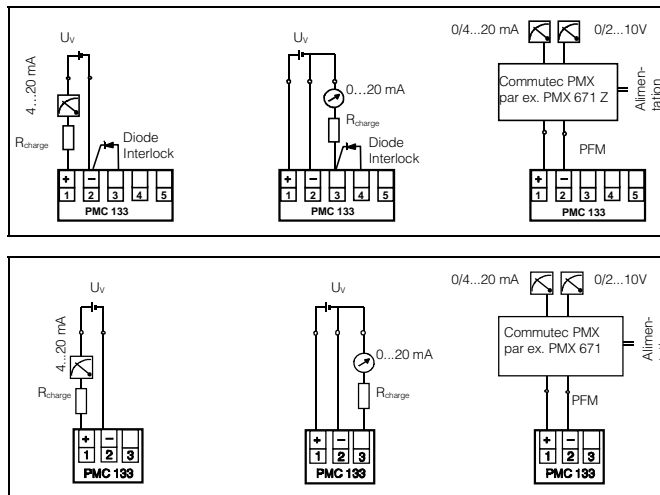 Uv
4...20 mA
Rcharge
Diode
Interlock
+ −
1 2 3 4 5
PMC 133
Uv
0...20 mA
Rcharge
Diode
Interlock
+ −
1 2 3 4 5
PMC 133
0/4...20 mA 0/2...10V
Commutec PMX
par ex. PMX 671 Z
Alimen-
tation
PFM
+ −
1 2 3 4 5
PMC 133
Uv
4...20 mA
Rcharge
+ −
1 2 3
PMC 133
Uv
0...20 mA
Rcharge
+ −
1 2 3
PMC 133
0/4...20 mA 0/2...10V
Commutec PMX
par ex. PMX 671
Alimen-
PFM
+ −
1 2 3
PMC 133